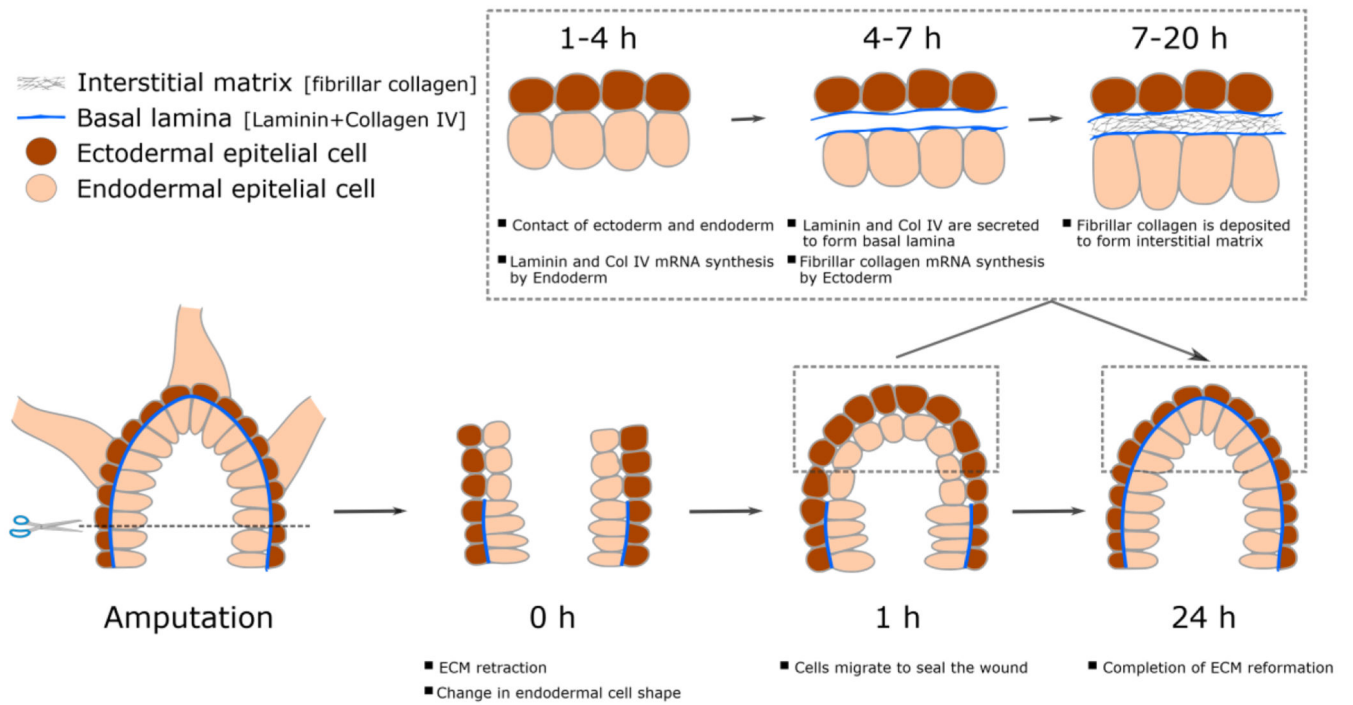 1-4 h
4-7 h
7-20 h
Interstitial matrix [fibrillar collagen]
Basal lamina [Laminin+Collagen IV]
Ectodermal epitelial cell
Endodermal epitelial cell
Contact of ectoderm and endoderm
Laminin and Col IV mRNA synthesis
by Endoderm
Laminin and Col IV are secreted
to form basal lamina
Fibrillar collagen mRNA synthesis
by Ectoderm
Fibrillar collagen is deposited
to form interstitial matrix
Amputation
0 h
1 h
24 h
ECM retraction
Change in endodermal cell shape
Cells migrate to seal the wound
Completion of ECM reformation